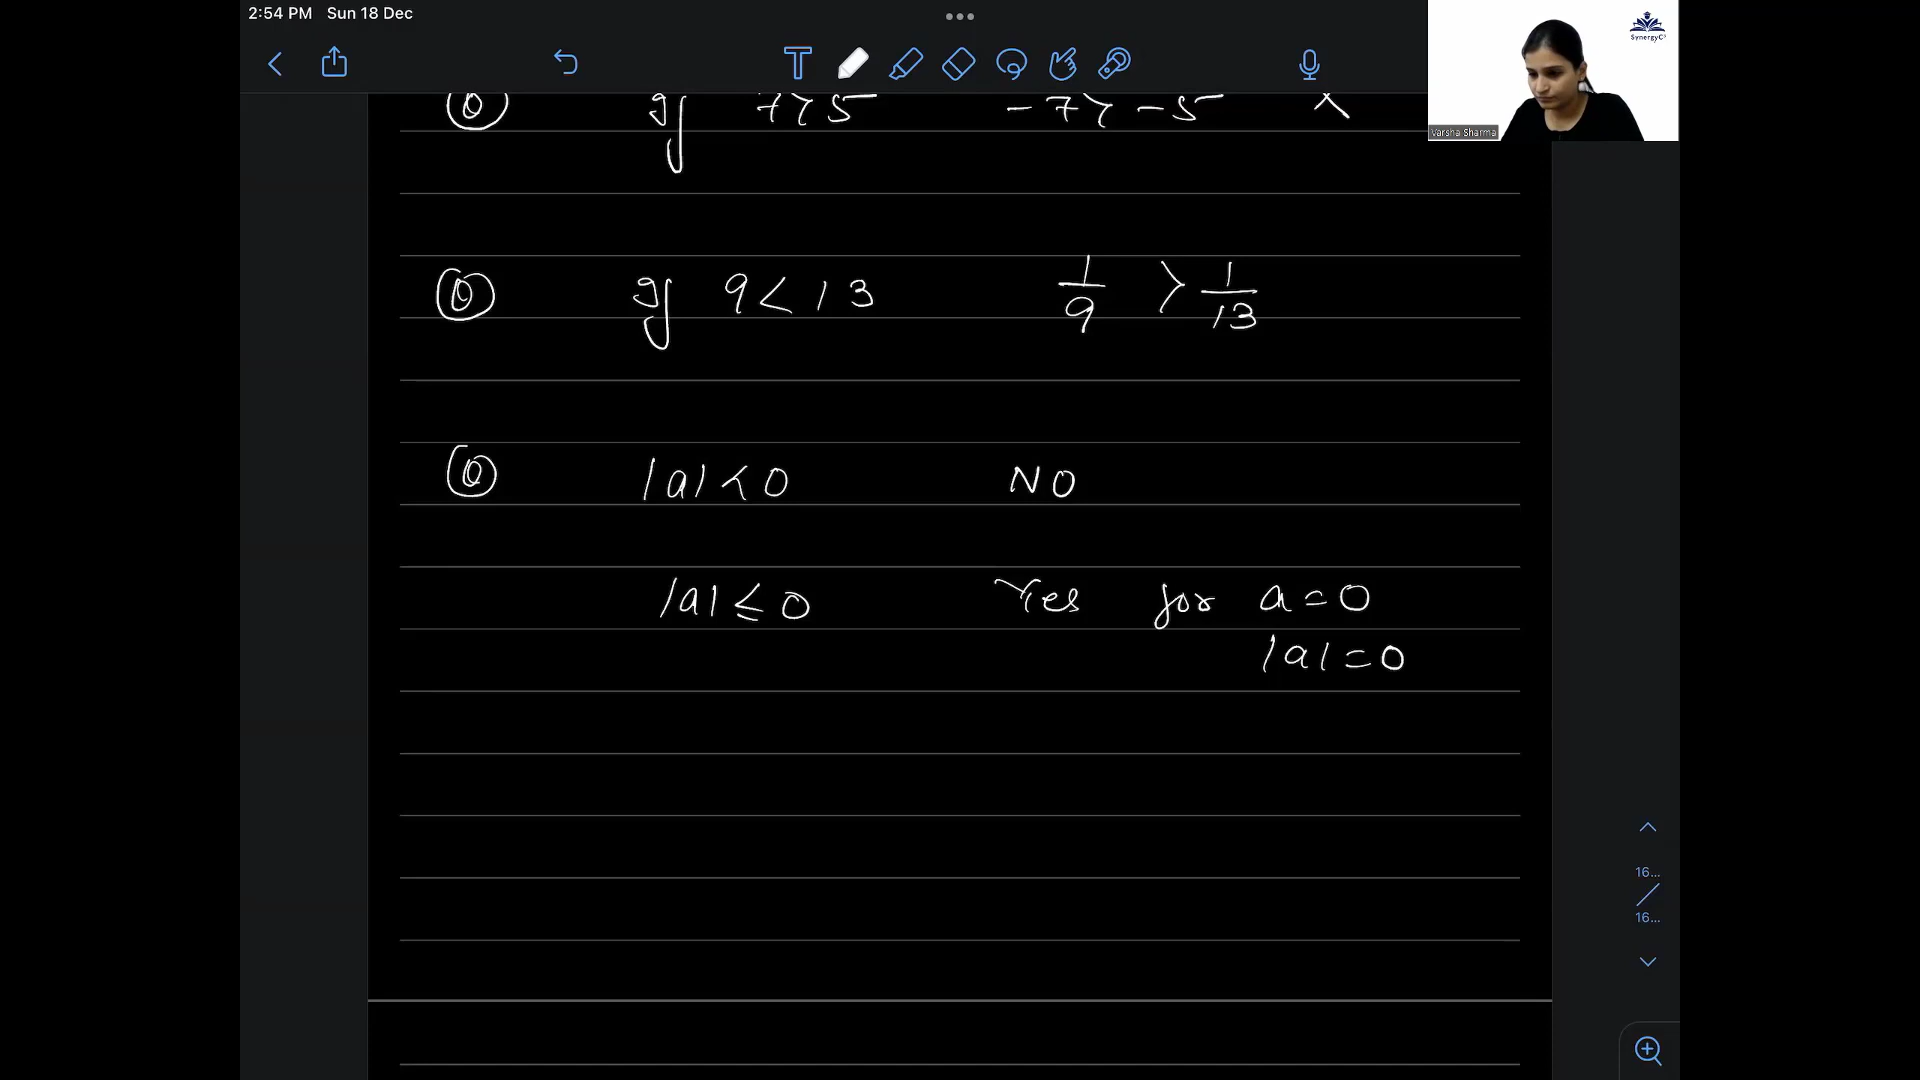 2:54 PM Sun 18 Dec
SynergyC²
Varsha Sharma
if 7 > 5 -7 > -5 X
if 9 < 13 1/9 > 1/13
|a| < 0 NO
|a| ≤ 0 Yes for a = 0
|a| = 0
16...
16...